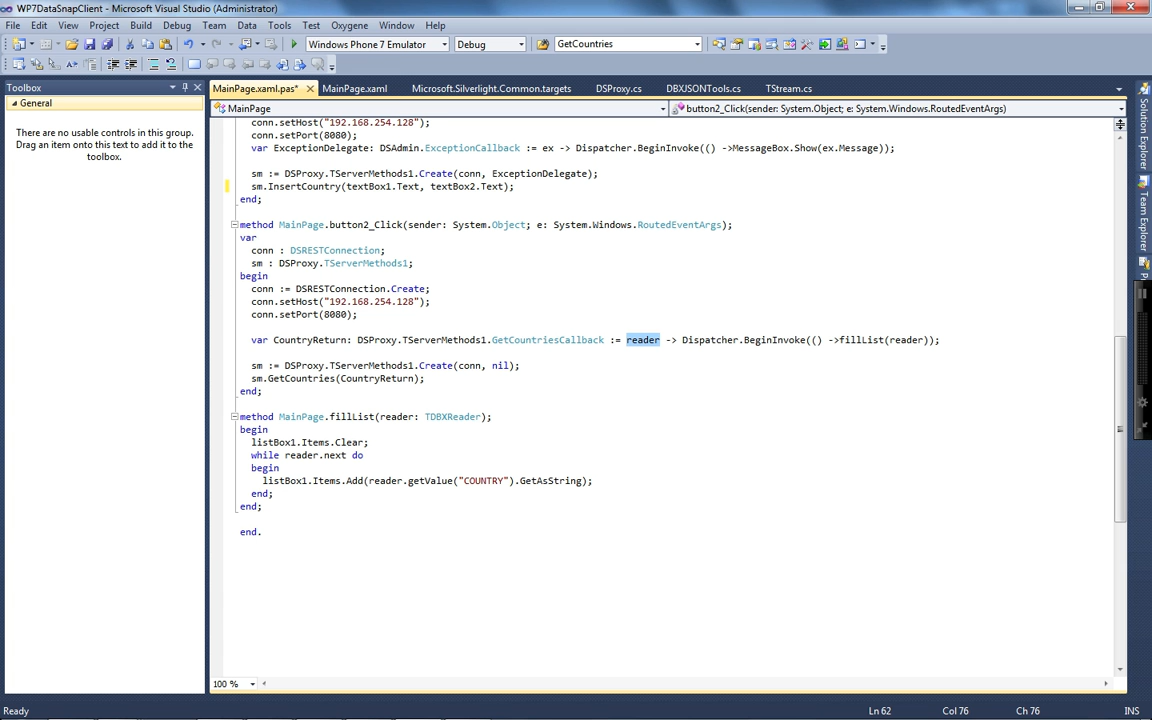 WP7DataSnapClient - Microsoft Visual Studio (Administrator)
File Edit View Project Build Debug Team Data Tools Test Oxygene Window Help
Windows Phone 7 Emulator Debug GetCountries
Toolbox
General
There are no usable controls in this group. Drag an item onto this text to add it to the toolbox.
MainPage.xaml.pas* MainPage.xaml Microsoft.Silverlight.Common.targets DSProxy.cs DBXJSONTools.cs TStream.cs
MainPage button2_Click(sender: System.Object; e: System.Windows.RoutedEventArgs)
conn.setHost("192.168.254.128");
conn.setPort(8080);
var ExceptionDelegate: DSAdmin.ExceptionCallback := ex -> Dispatcher.BeginInvoke(() ->MessageBox.Show(ex.Message));
sm := DSProxy.TServerMethods1.Create(conn, ExceptionDelegate);
sm.InsertCountry(textBox1.Text, textBox2.Text);
end;
method MainPage.button2_Click(sender: System.Object; e: System.Windows.RoutedEventArgs);
var
conn : DSRESTConnection;
sm : DSProxy.TServerMethods1;
begin
conn := DSRESTConnection.Create;
conn.setHost("192.168.254.128");
conn.setPort(8080);
var CountryReturn: DSProxy.TServerMethods1.GetCountriesCallback := reader -> Dispatcher.BeginInvoke(() ->fillList(reader));
sm := DSProxy.TServerMethods1.Create(conn, nil);
sm.GetCountries(CountryReturn);
end;
method MainPage.fillList(reader: TDBXReader);
begin
listBox1.Items.Clear;
while reader.next do
begin
listBox1.Items.Add(reader.getValue("COUNTRY").GetAsString);
end;
end;
end.
100 %
Solution Explorer
Team Explorer
Ready Ln 62 Col 76 Ch 76 INS